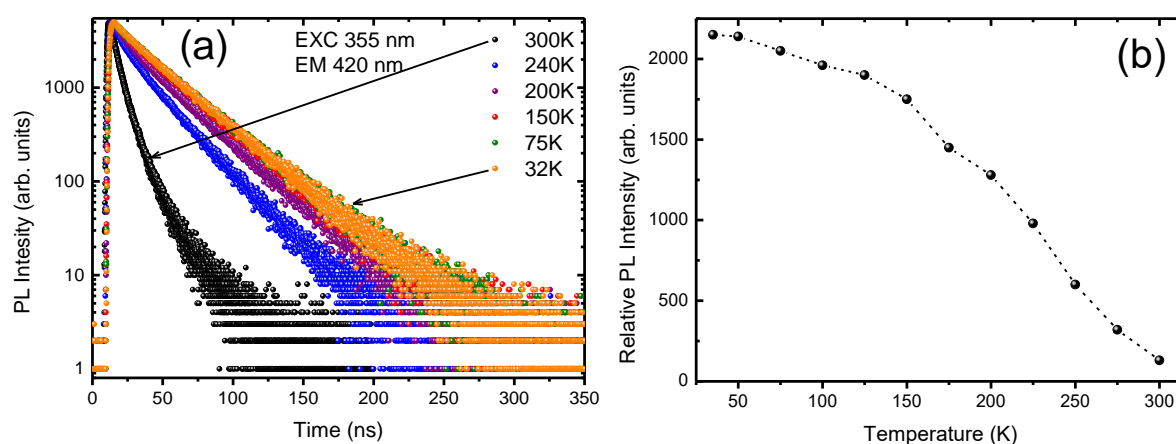 (a)
EXC 355 nm
EM 420 nm
300K
240K
200K
150K
75K
32K
PL Intesity (arb. units)
1000
100
10
1
0 50 100 150 200 250 300 350
Time (ns)
(b)
Relative PL Intensity (arb. units)
2000
1500
1000
500
0
50 100 150 200 250 300
Temperature (K)